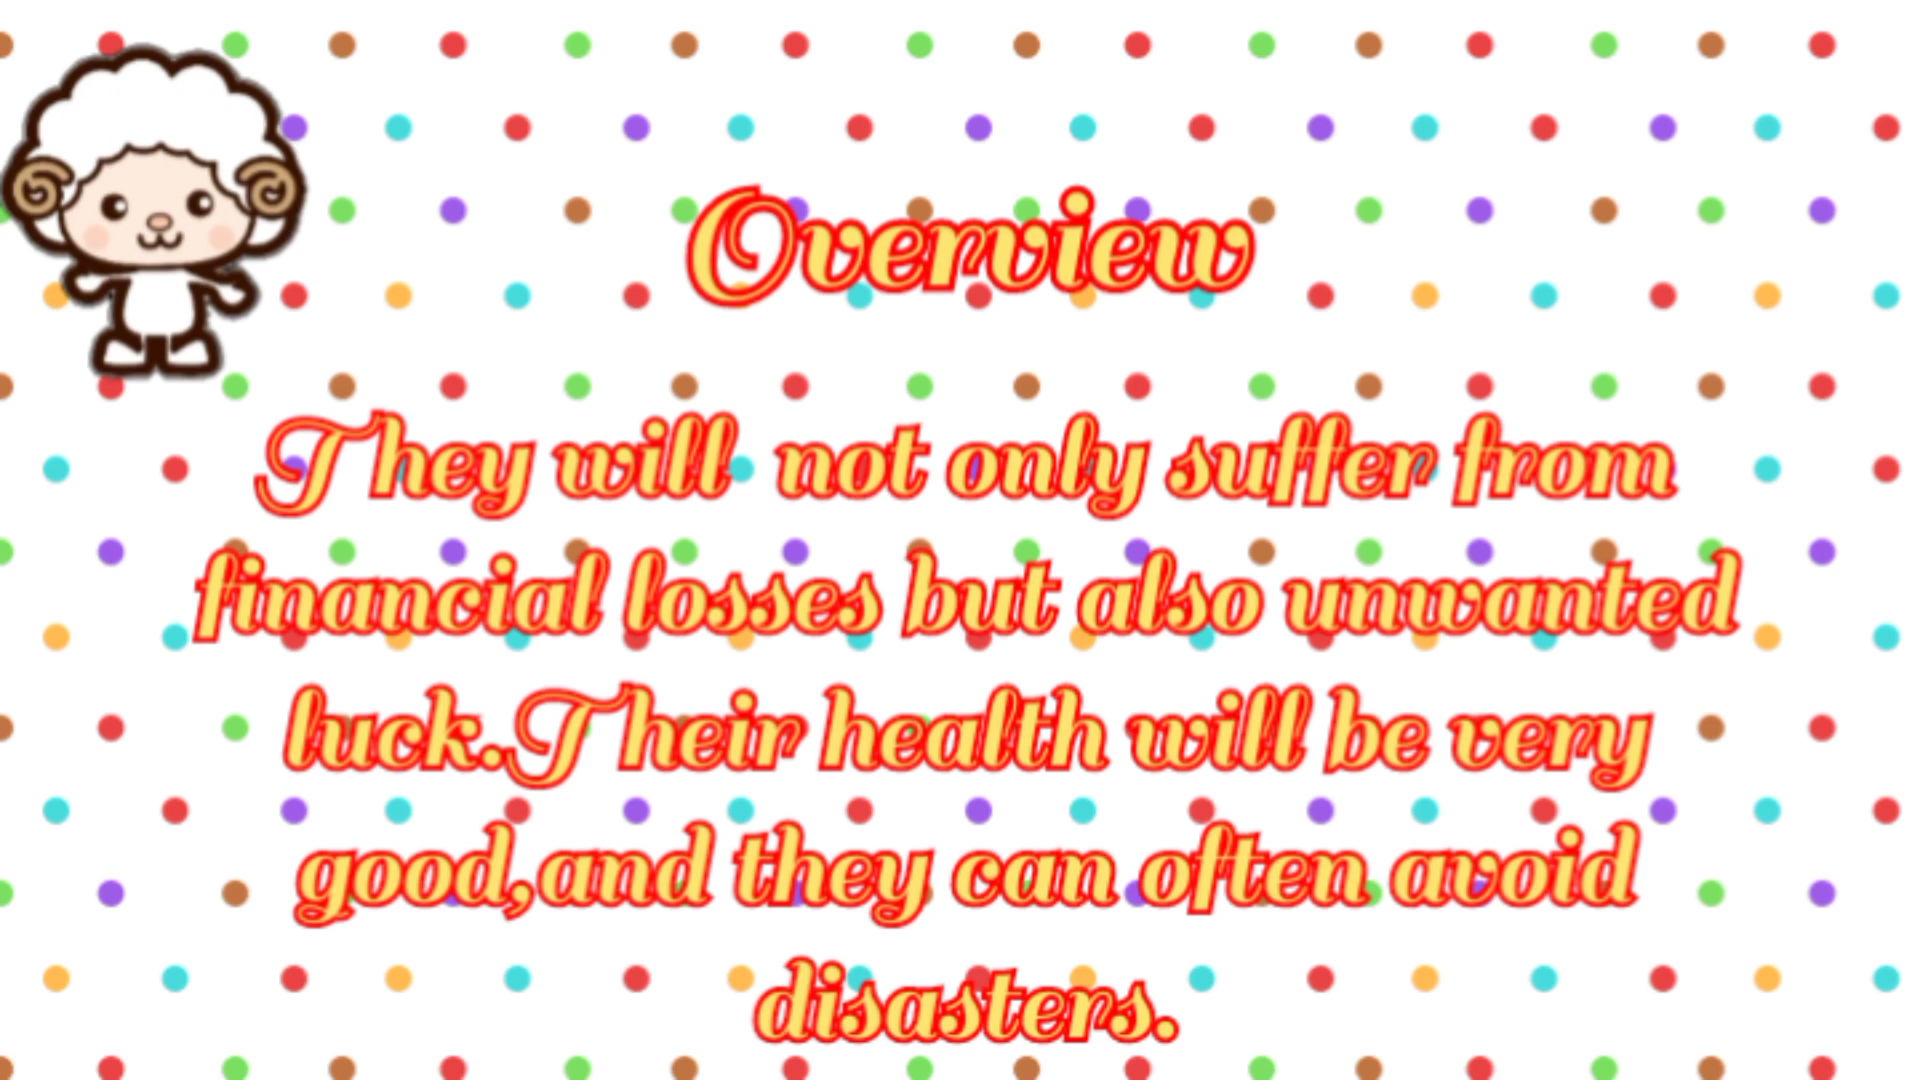 Overview
They will  not only suffer from
financial losses but also unwanted
luck.Their health will be very
good,and they can often avoid
disasters.